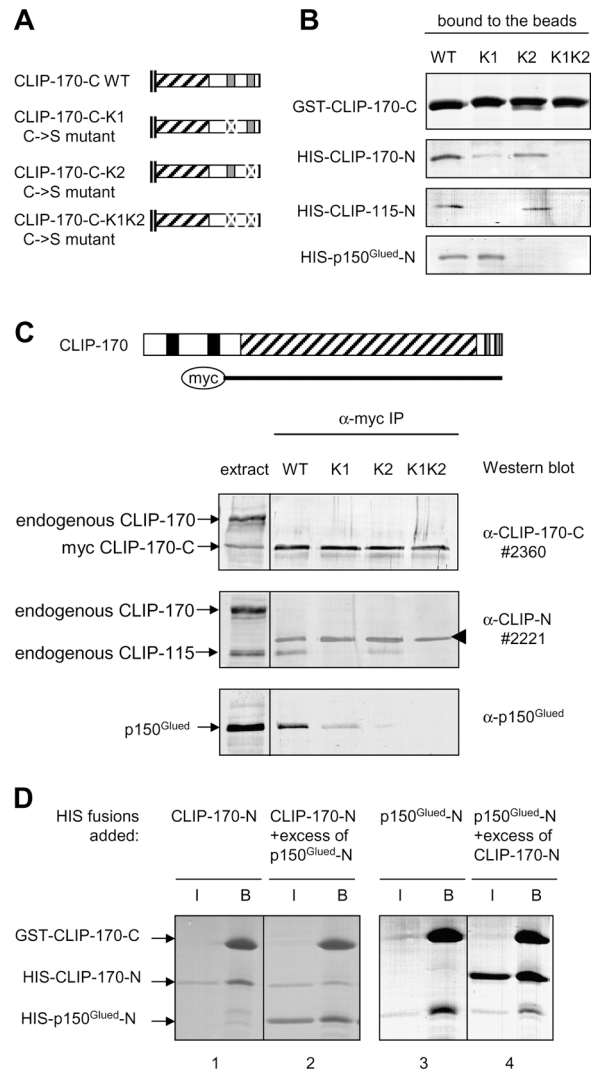 A
CLIP-170-C WT
CLIP-170-C-K1
C->S mutant
CLIP-170-C-K2
C->S mutant
CLIP-170-C-K1K2
C->S mutant
B
bound to the beads
WT K1 K2 K1K2
GST-CLIP-170-C
HIS-CLIP-170-N
HIS-CLIP-115-N
HIS-p150Glued-N
C
CLIP-170
myc
α-myc IP
extract WT K1 K2 K1K2 Western blot
endogenous CLIP-170
myc CLIP-170-C
α-CLIP-170-C
#2360
endogenous CLIP-170
endogenous CLIP-115
α-CLIP-N
#2221
p150Glued
α-p150Glued
D
HIS fusions
added:
CLIP-170-N
CLIP-170-N
+excess of
p150Glued-N
p150Glued-N
p150Glued-N
+excess of
CLIP-170-N
I B I B I B I B
GST-CLIP-170-C
HIS-CLIP-170-N
HIS-p150Glued-N
1 2 3 4